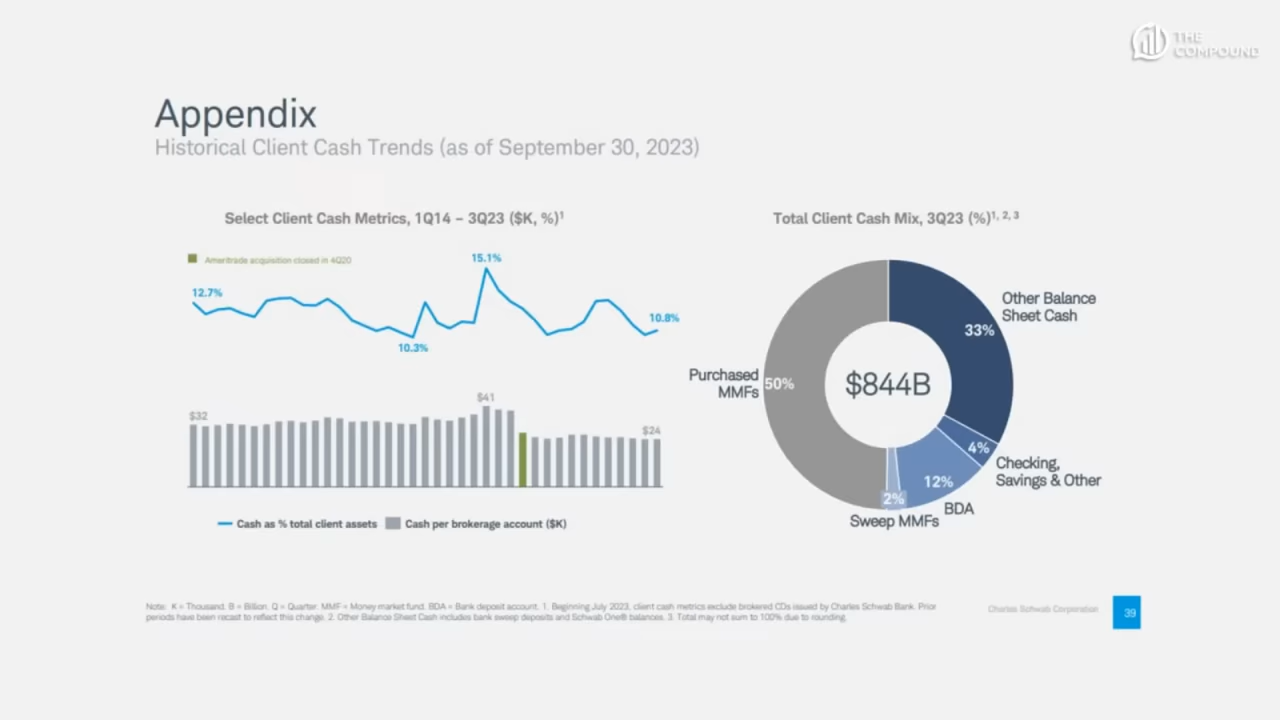 THE
COMPOUND
Appendix
Historical Client Cash Trends (as of September 30, 2023)
Select Client Cash Metrics, 1Q14 – 3Q23 ($K, %)¹
Ameritrade acquisition closed in 4Q20
15.1%
12.7%
10.8%
10.3%
$41
$32
$24
Cash as % total client assets
Cash per brokerage account ($K)
Total Client Cash Mix, 3Q23 (%)¹, ², ³
Other Balance
Sheet Cash
33%
Purchased
MMFs
50%
$844B
4%
Checking,
Savings & Other
12%
BDA
2%
Sweep MMFs
Note: K = Thousand. B = Billion. Q = Quarter. MMF = Money market fund. BDA = Bank deposit account. 1. Beginning July 2023, client cash metrics exclude brokered CDs issued by Charles Schwab Bank. Prior
periods have been recast to reflect this change. 2. Other Balance Sheet Cash includes bank sweep deposits and Schwab One® balances. 3. Total may not sum to 100% due to rounding.
Charles Schwab Corporation
39